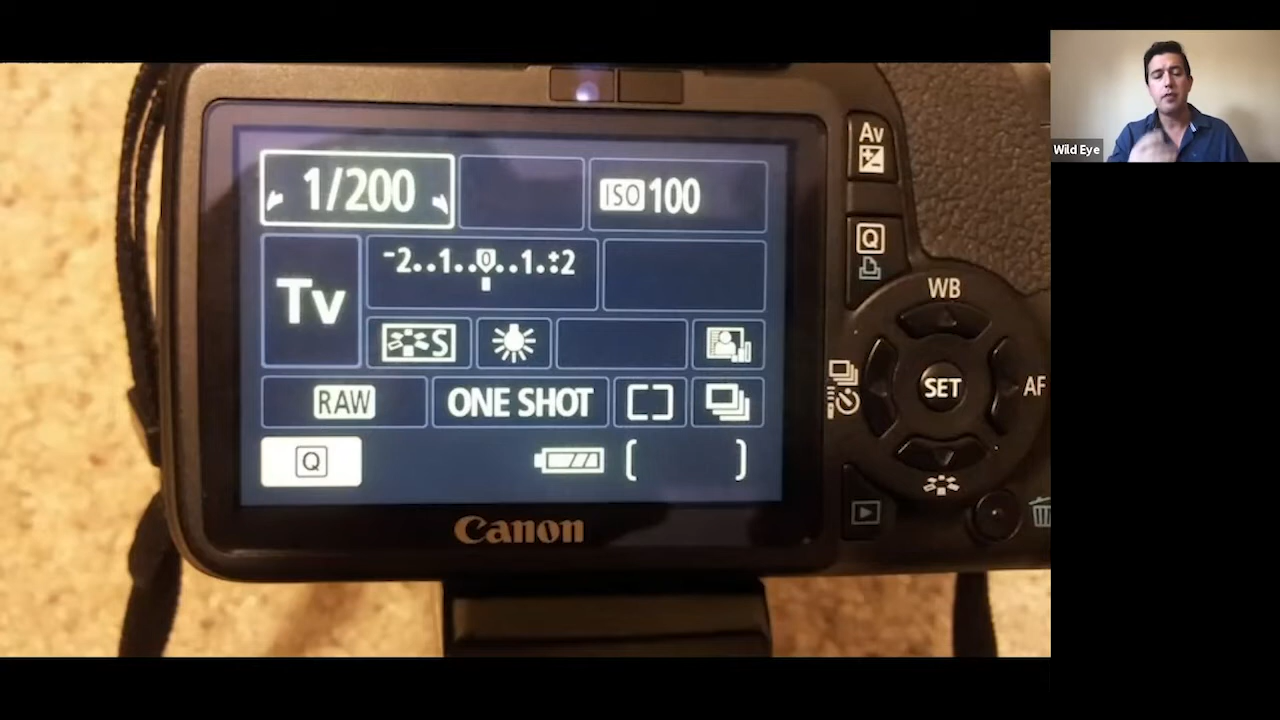 1/200
ISO 100
Tv
-2..1..0..1..+2
S
RAW
ONE SHOT
Q
[ ]
Canon
Av
Q
WB
SET
AF
Wild Eye